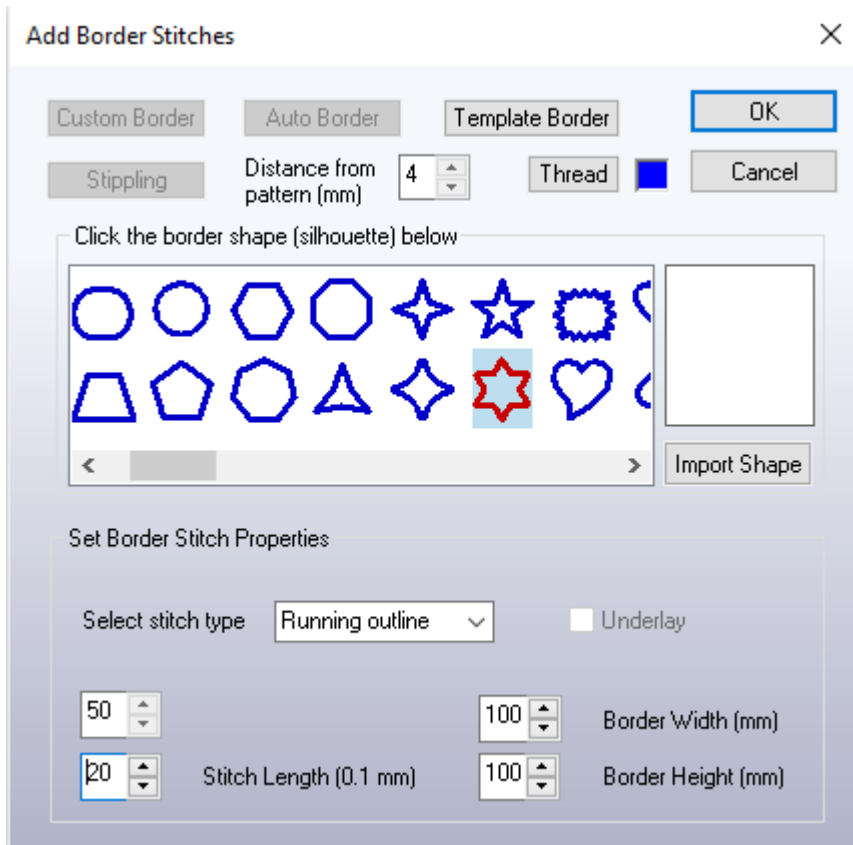 Add Border Stitches
Custom Border
Auto Border
Template Border
OK
Stippling
Distance from
pattern (mm)
4
Thread
Cancel
Click the border shape (silhouette) below
Import Shape
Set Border Stitch Properties
Select stitch type
Running outline
Underlay
50
100
Border Width (mm)
20
Stitch Length (0.1 mm)
100
Border Height (mm)